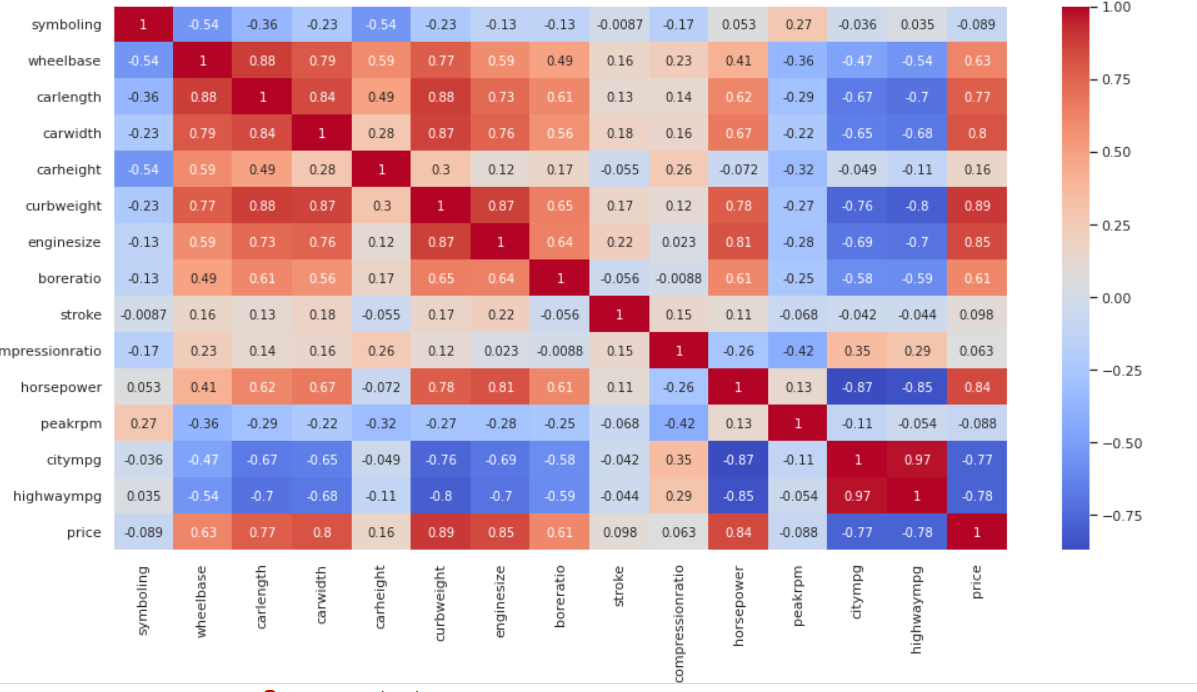 symboling 1 -0.54 -0.36 -0.23 -0.54 -0.23 -0.13 -0.13 -0.0087 -0.17 0.053 0.27 -0.036 0.035 -0.089
wheelbase -0.54 1 0.88 0.79 0.59 0.77 0.59 0.49 0.16 0.23 0.41 -0.36 -0.47 -0.54 0.63
carlength -0.36 0.88 1 0.84 0.49 0.88 0.73 0.61 0.13 0.14 0.62 -0.29 -0.67 -0.7 0.77
carwidth -0.23 0.79 0.84 1 0.28 0.87 0.76 0.56 0.18 0.16 0.67 -0.22 -0.65 -0.68 0.8
carheight -0.54 0.59 0.49 0.28 1 0.3 0.12 0.17 -0.055 0.26 -0.072 -0.32 -0.049 -0.11 0.16
curbweight -0.23 0.77 0.88 0.87 0.3 1 0.87 0.65 0.17 0.12 0.78 -0.27 -0.76 -0.8 0.89
enginesize -0.13 0.59 0.73 0.76 0.12 0.87 1 0.64 0.22 0.023 0.81 -0.28 -0.69 -0.7 0.85
boreratio -0.13 0.49 0.61 0.56 0.17 0.65 0.64 1 -0.056 -0.0088 0.61 -0.25 -0.58 -0.59 0.61
stroke -0.0087 0.16 0.13 0.18 -0.055 0.17 0.22 -0.056 1 0.15 0.11 -0.068 -0.042 -0.044 0.098
mpressionratio -0.17 0.23 0.14 0.16 0.26 0.12 0.023 -0.0088 0.15 1 -0.26 -0.42 0.35 0.29 0.063
horsepower 0.053 0.41 0.62 0.67 -0.072 0.78 0.81 0.61 0.11 -0.26 1 0.13 -0.87 -0.85 0.84
peakrpm 0.27 -0.36 -0.29 -0.22 -0.32 -0.27 -0.28 -0.25 -0.068 -0.42 0.13 1 -0.11 -0.054 -0.088
citympg -0.036 -0.47 -0.67 -0.65 -0.049 -0.76 -0.69 -0.58 -0.042 0.35 -0.87 -0.11 1 0.97 -0.77
highwaympg 0.035 -0.54 -0.7 -0.68 -0.11 -0.8 -0.7 -0.59 -0.044 0.29 -0.85 -0.054 0.97 1 -0.78
price -0.089 0.63 0.77 0.8 0.16 0.89 0.85 0.61 0.098 0.063 0.84 -0.088 -0.77 -0.78 1
symboling
wheelbase
carlength
carwidth
carheight
curbweight
enginesize
boreratio
stroke
compressionratio
horsepower
peakrpm
citympg
highwaympg
price
1.00
0.75
0.50
0.25
0.00
−0.25
−0.50
−0.75